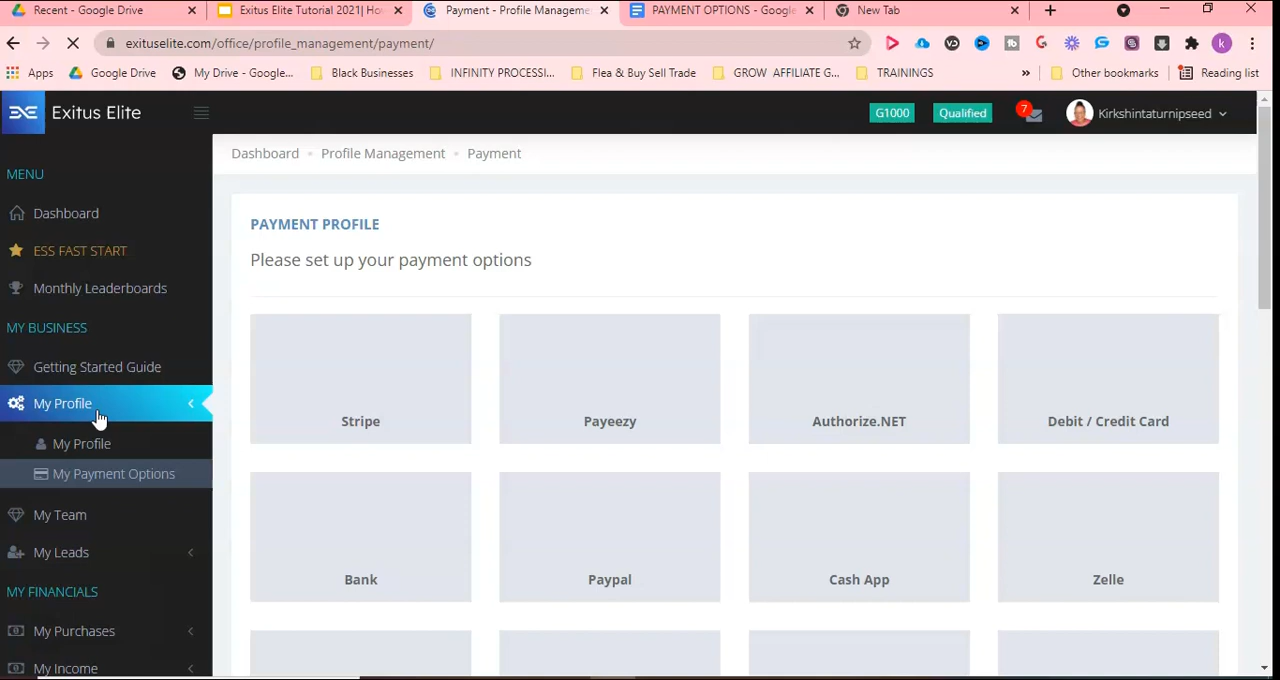 Recent - Google Drive
Exitus Elite Tutorial 2021| Ho
Payment - Profile Manageme
PAYMENT OPTIONS - Google
New Tab
exituselite.com/office/profile_management/payment/
k
Apps
Google Drive
My Drive - Google...
Black Businesses
INFINITY PROCESSI...
Flea & Buy Sell Trade
GROW AFFILIATE G...
TRAININGS
»
Other bookmarks
Reading list
Exitus Elite
G1000
Qualified
7
Kirkshintaturnipseed
Dashboard
Profile Management
Payment
MENU
Dashboard
ESS FAST START
Monthly Leaderboards
MY BUSINESS
Getting Started Guide
My Profile
My Profile
My Payment Options
My Team
My Leads
MY FINANCIALS
My Purchases
My Income
PAYMENT PROFILE
Please set up your payment options
Stripe
Payeezy
Authorize.NET
Debit / Credit Card
Bank
Paypal
Cash App
Zelle